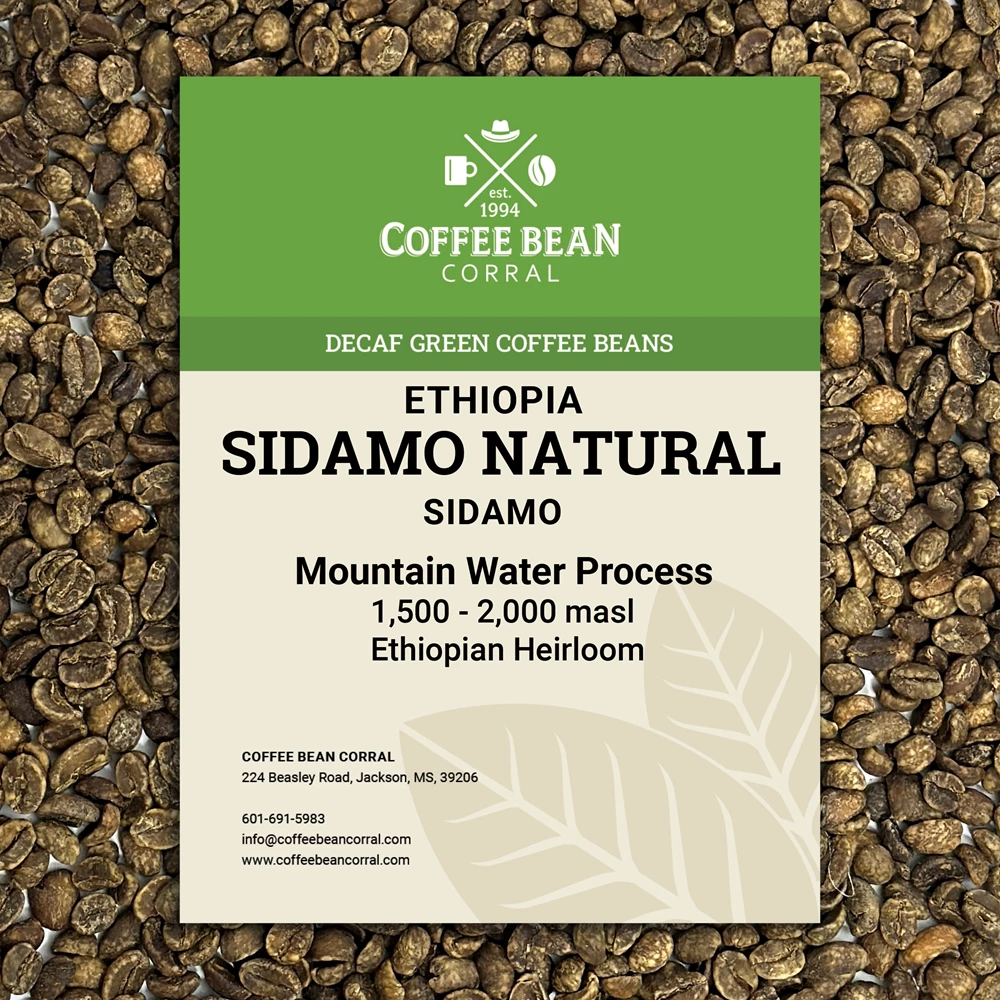 est.
1994
COFFEE BEAN
CORRAL
DECAF GREEN COFFEE BEANS
ETHIOPIA
SIDAMO NATURAL
SIDAMO
Mountain Water Process
1,500 - 2,000 masl
Ethiopian Heirloom
COFFEE BEAN CORRAL
224 Beasley Road, Jackson, MS, 39206
601-691-5983
info@coffeebeancorral.com
www.coffeebeancorral.com